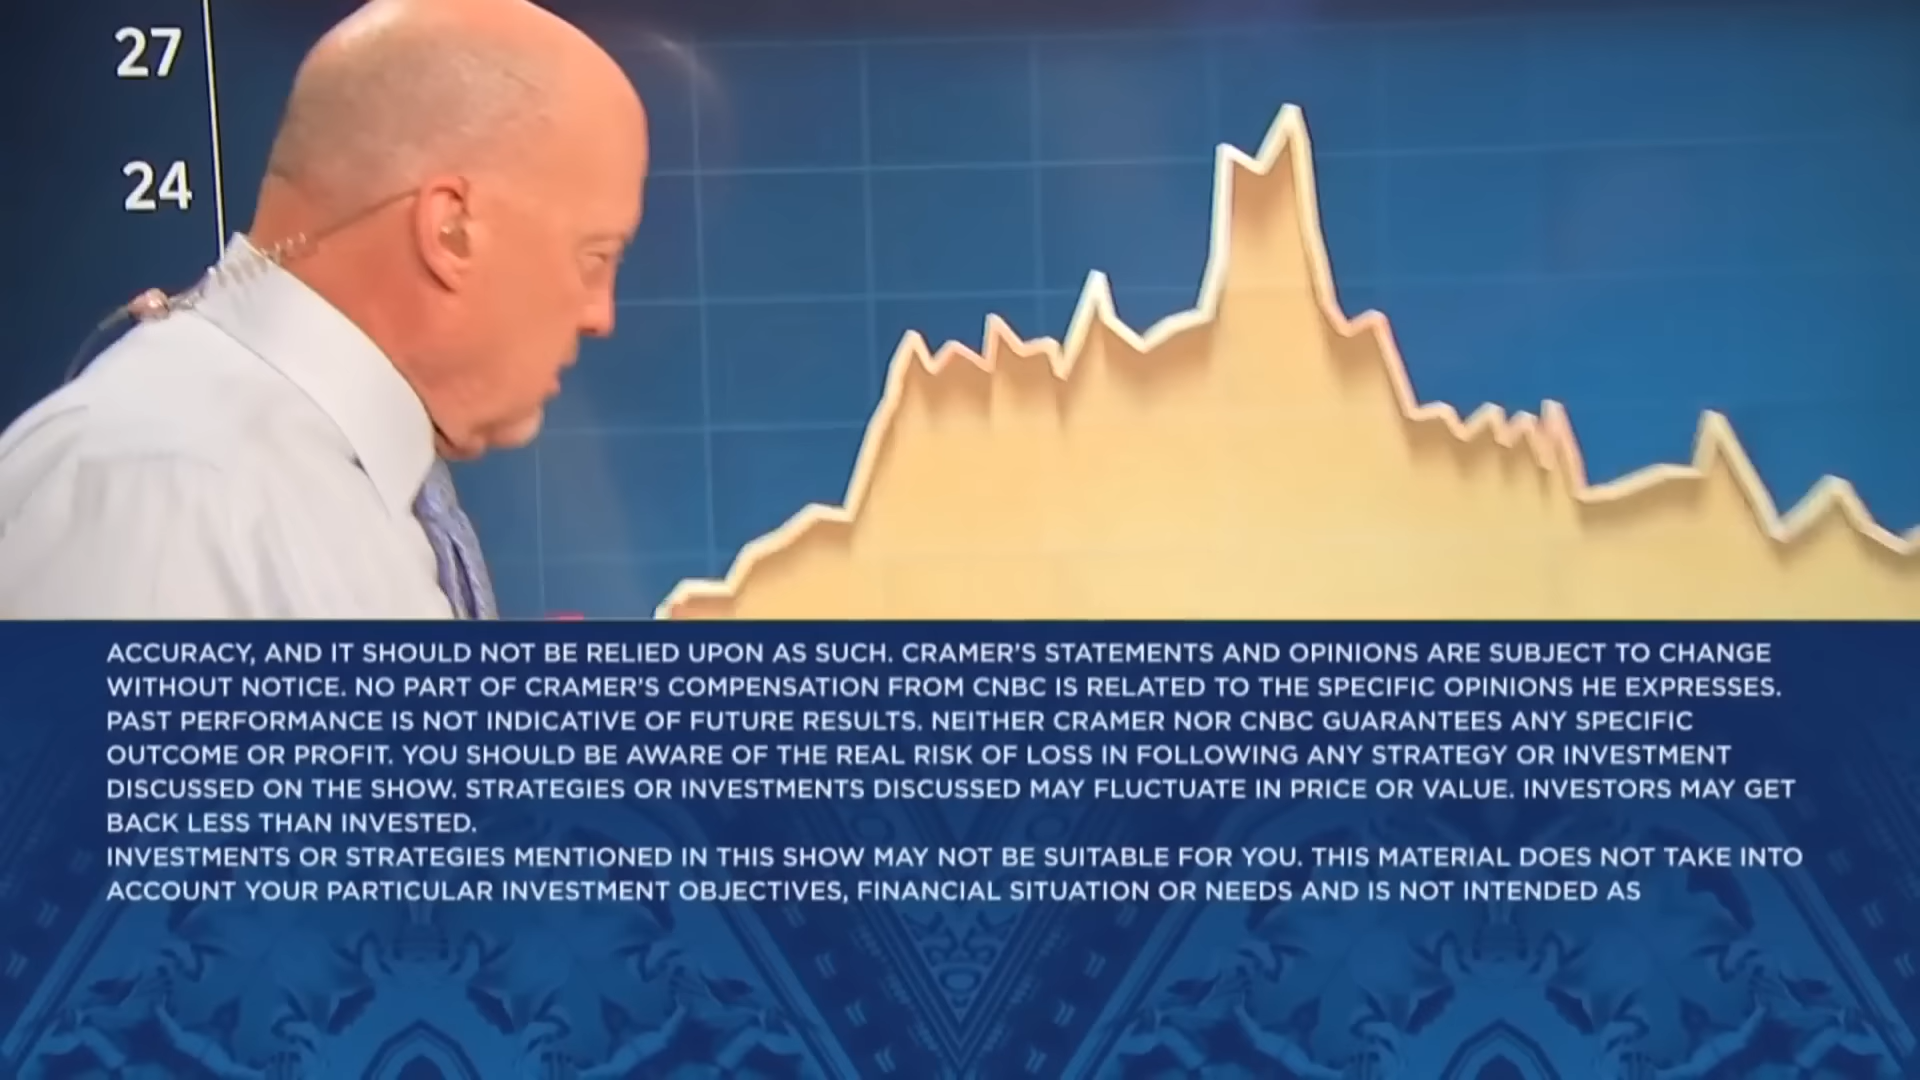 27
24
ACCURACY, AND IT SHOULD NOT BE RELIED UPON AS SUCH. CRAMER'S STATEMENTS AND OPINIONS ARE SUBJECT TO CHANGE
WITHOUT NOTICE. NO PART OF CRAMER'S COMPENSATION FROM CNBC IS RELATED TO THE SPECIFIC OPINIONS HE EXPRESSES.
PAST PERFORMANCE IS NOT INDICATIVE OF FUTURE RESULTS. NEITHER CRAMER NOR CNBC GUARANTEES ANY SPECIFIC
OUTCOME OR PROFIT. YOU SHOULD BE AWARE OF THE REAL RISK OF LOSS IN FOLLOWING ANY STRATEGY OR INVESTMENT
DISCUSSED ON THE SHOW. STRATEGIES OR INVESTMENTS DISCUSSED MAY FLUCTUATE IN PRICE OR VALUE. INVESTORS MAY GET
BACK LESS THAN INVESTED.
INVESTMENTS OR STRATEGIES MENTIONED IN THIS SHOW MAY NOT BE SUITABLE FOR YOU. THIS MATERIAL DOES NOT TAKE INTO
ACCOUNT YOUR PARTICULAR INVESTMENT OBJECTIVES, FINANCIAL SITUATION OR NEEDS AND IS NOT INTENDED AS